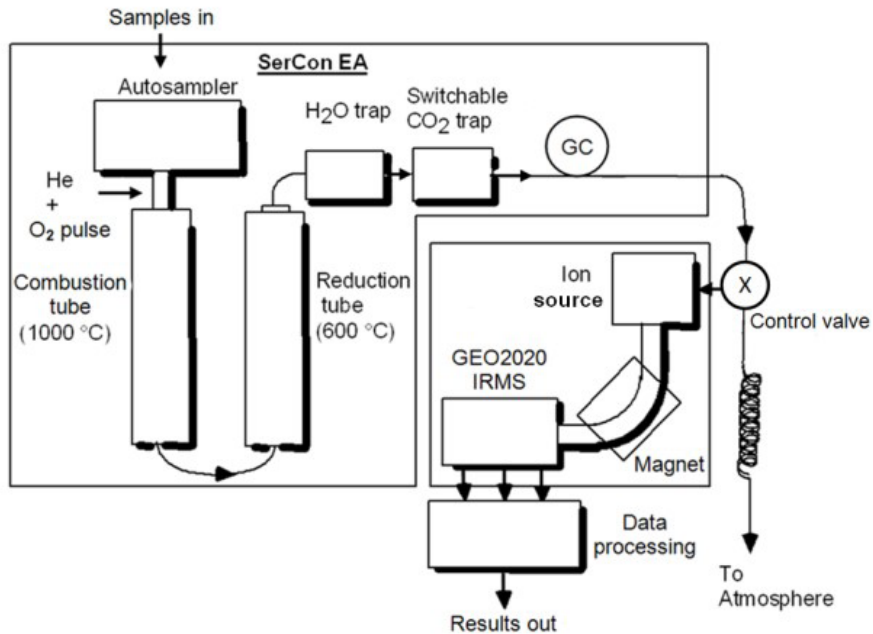 Samples in
SerCon EA
Autosampler
H2O trap
Switchable
CO2 trap
GC
He
+
O2 pulse
Combustion
tube
(1000 °C)
Reduction
tube
(600 °C)
Ion
source
X
Control valve
GEO2020
IRMS
Magnet
Data
processing
To
Atmosphere
Results out